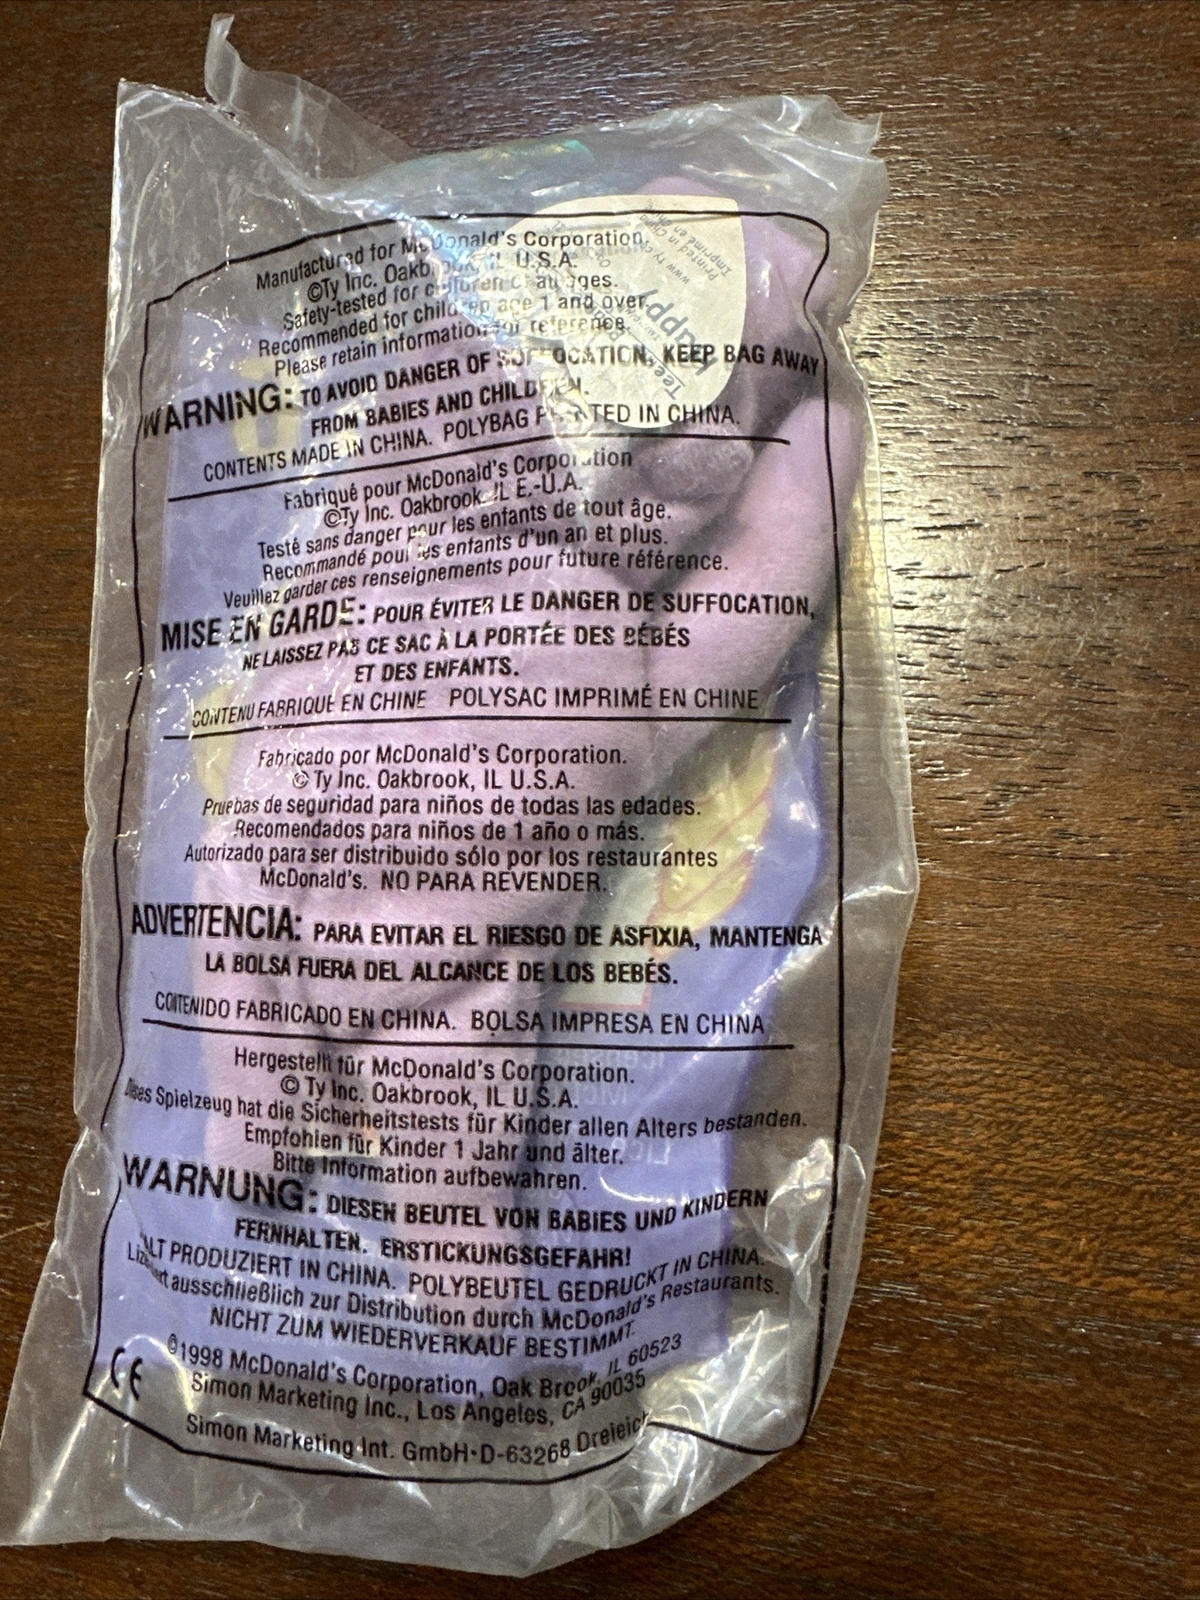 Manufactured for McDonald's Corporation.
©Ty Inc. Oakbrook, IL U.S.A.
Safety-tested for children of all ages.
Recommended for children age 1 and over.
Please retain information for reference.
WARNING: TO AVOID DANGER OF SUFFOCATION, KEEP BAG AWAY
FROM BABIES AND CHILDREN.
CONTENTS MADE IN CHINA. POLYBAG PRINTED IN CHINA.
Fabriqué pour McDonald's Corporation
©Ty Inc. Oakbrook, IL E.-U.A.
Testé sans danger pour les enfants de tout âge.
Recommandé pour les enfants d'un an et plus.
Veuillez garder ces renseignements pour future référence.
MISE EN GARDE: POUR ÉVITER LE DANGER DE SUFFOCATION,
NE LAISSEZ PAS CE SAC À LA PORTÉE DES BÉBÉS
ET DES ENFANTS.
CONTENU FABRIQUÉ EN CHINE POLYSAC IMPRIMÉ EN CHINE
Fabricado por McDonald's Corporation.
© Ty Inc. Oakbrook, IL U.S.A.
Pruebas de seguridad para niños de todas las edades.
Recomendados para niños de 1 año o más.
Autorizado para ser distribuido sólo por los restaurantes
McDonald's. NO PARA REVENDER.
ADVERTENCIA: PARA EVITAR EL RIESGO DE ASFIXIA, MANTENGA
LA BOLSA FUERA DEL ALCANCE DE LOS BEBÉS.
CONTENIDO FABRICADO EN CHINA. BOLSA IMPRESA EN CHINA
Hergestellt für McDonald's Corporation.
© Ty Inc. Oakbrook, IL U.S.A.
Dieses Spielzeug hat die Sicherheitstests für Kinder allen Alters bestanden.
Empfohlen für Kinder 1 Jahr und älter.
Bitte Information aufbewahren.
WARNUNG: DIESEN BEUTEL VON BABIES UND KINDERN
FERNHALTEN. ERSTICKUNGSGEFAHR!
INHALT PRODUZIERT IN CHINA. POLYBEUTEL GEDRUCKT IN CHINA.
Lizensiert ausschließlich zur Distribution durch McDonald's Restaurants.
NICHT ZUM WIEDERVERKAUF BESTIMMT.
©1998 McDonald's Corporation, Oak Brook, IL 60523
Simon Marketing Inc., Los Angeles, CA 90035
Simon Marketing Int. GmbH•D-63268 Dreieich
CE
Happy
www ty
Printed in China
Imprimé en